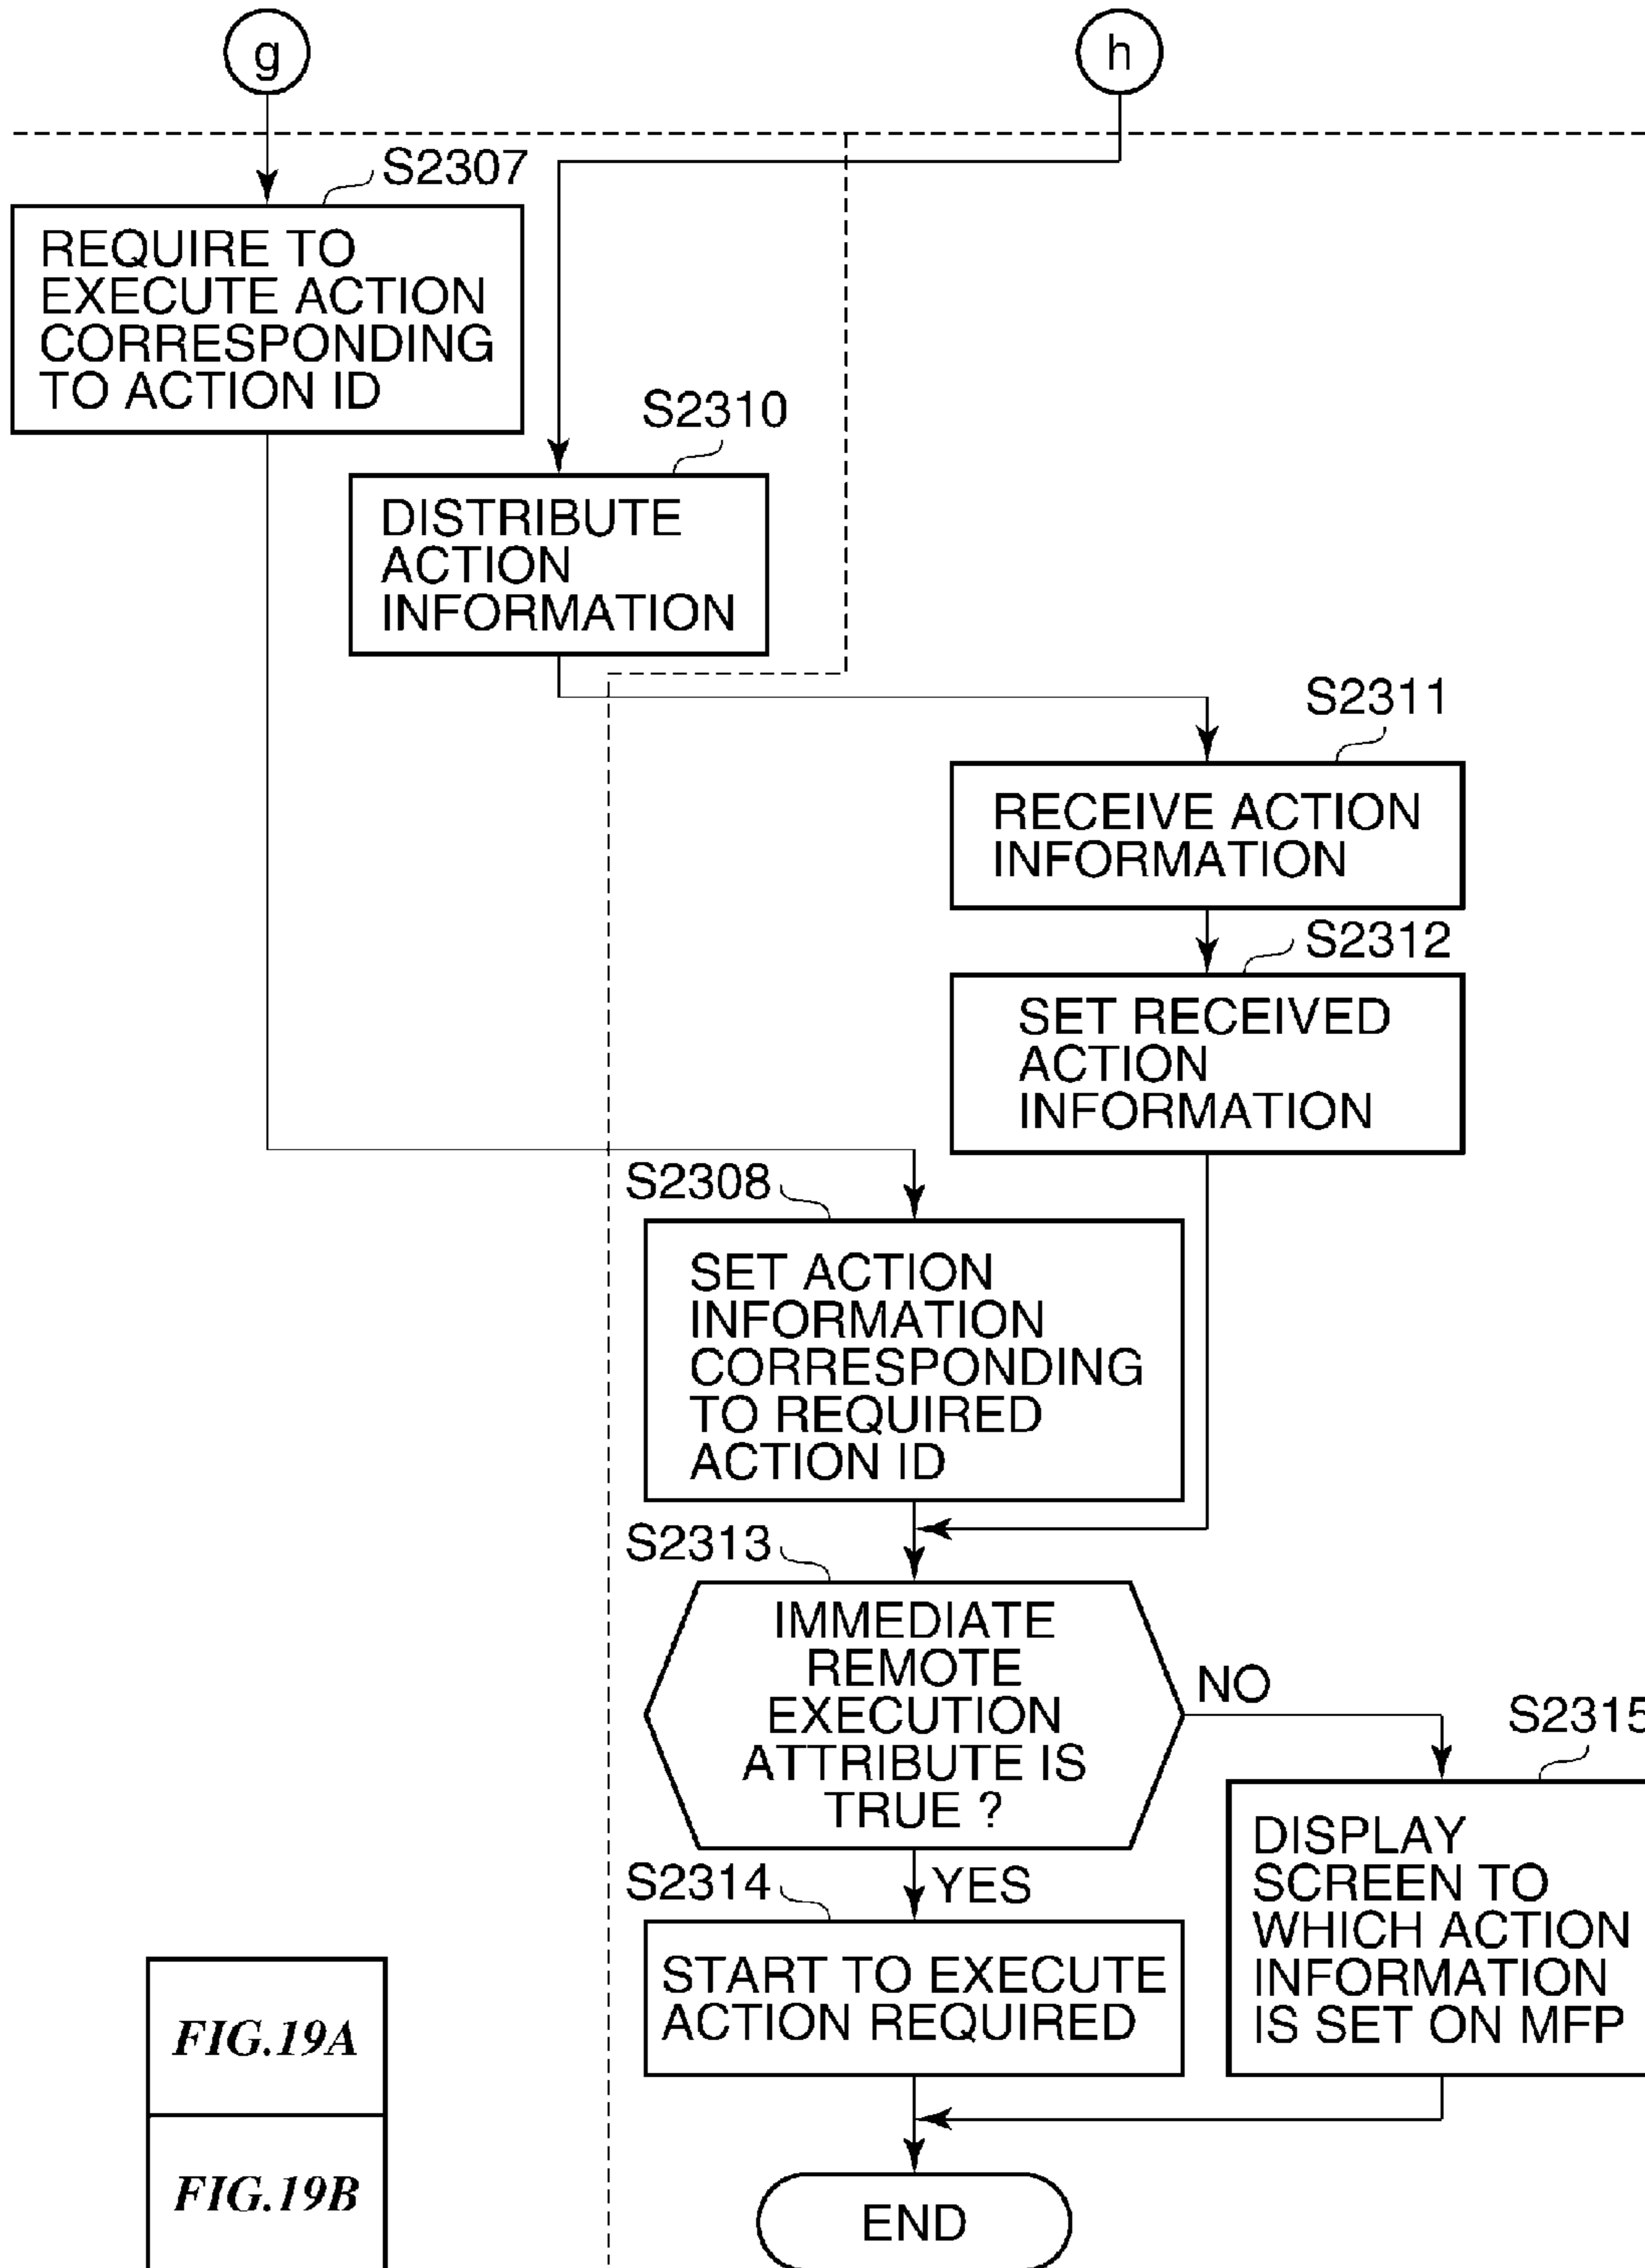 g
h
S2307
REQUIRE TO
EXECUTE ACTION
CORRESPONDING
TO ACTION ID
S2310
DISTRIBUTE
ACTION
INFORMATION
S2311
RECEIVE ACTION
INFORMATION
S2312
SET RECEIVED
ACTION
INFORMATION
S2308
SET ACTION
INFORMATION
CORRESPONDING
TO REQUIRED
ACTION ID
S2313
IMMEDIATE
REMOTE
EXECUTION
ATTRIBUTE IS
TRUE ?
NO
S2315
DISPLAY
SCREEN TO
WHICH ACTION
INFORMATION
IS SET ON MFP
YES
S2314
START TO EXECUTE
ACTION REQUIRED
END
FIG.19A
FIG.19B